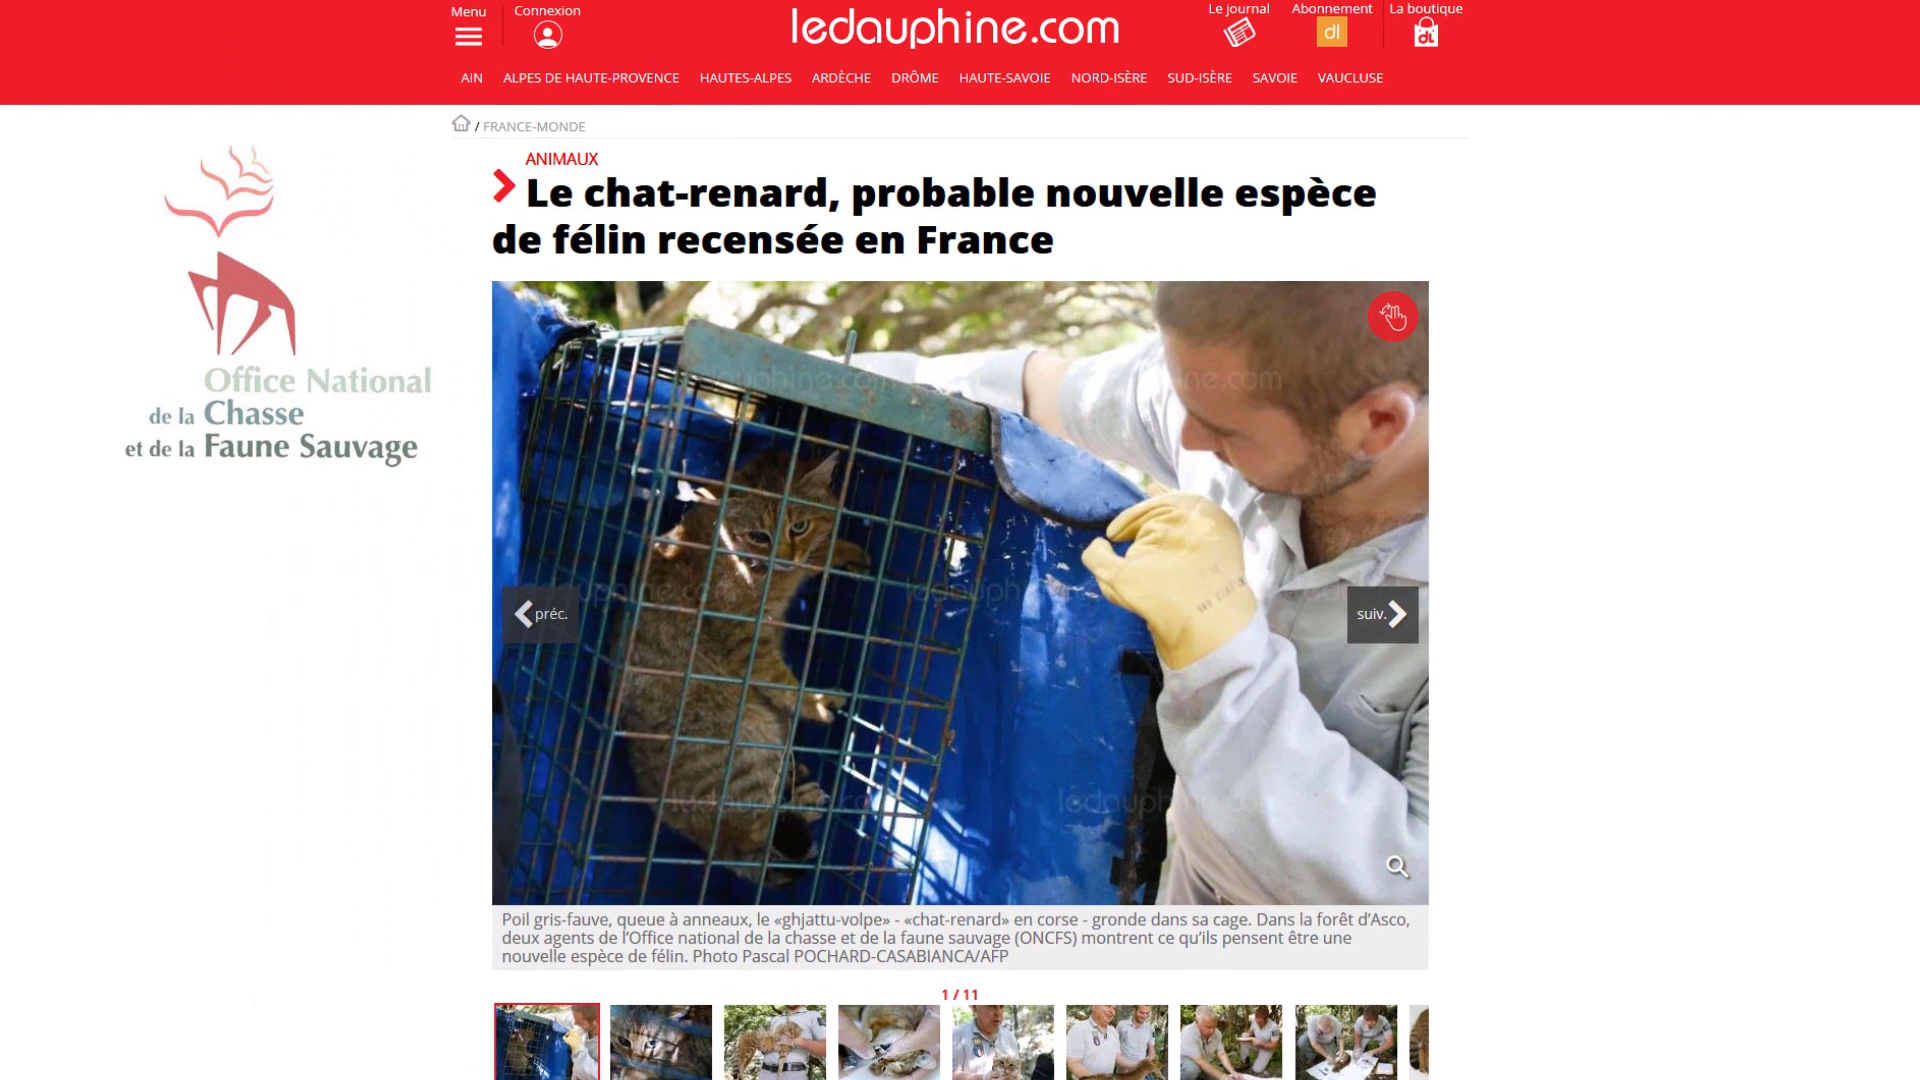 Menu
Connexion
ledauphine.com
Le journal
Abonnement
dl
La boutique
dl
AIN
ALPES DE HAUTE-PROVENCE
HAUTES-ALPES
ARDÈCHE
DRÔME
HAUTE-SAVOIE
NORD-ISÈRE
SUD-ISÈRE
SAVOIE
VAUCLUSE
/ FRANCE-MONDE
Office National
de la Chasse
et de la Faune Sauvage
ANIMAUX
Le chat-renard, probable nouvelle espèce
de félin recensée en France
préc.
suiv.
Poil gris-fauve, queue à anneaux, le «ghjattu-volpe» - «chat-renard» en corse - gronde dans sa cage. Dans la forêt d’Asco,
deux agents de l’Office national de la chasse et de la faune sauvage (ONCFS) montrent ce qu’ils pensent être une
nouvelle espèce de félin. Photo Pascal POCHARD-CASABIANCA/AFP
1 / 11